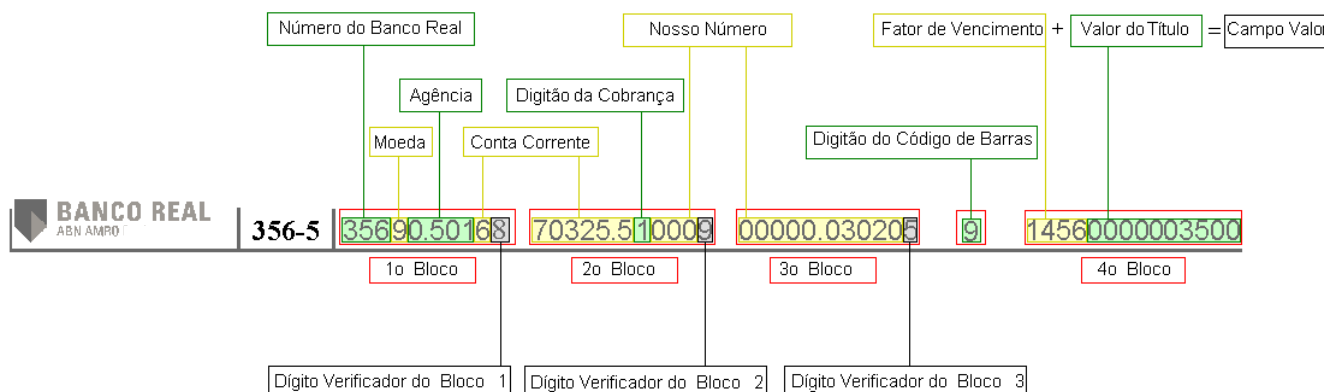 Número do Banco Real
Nosso Número
Fator de Vencimento + Valor do Título = Campo Valor
Agência
Digitão da Cobrança
Moeda
Conta Corrente
Digitão do Código de Barras
BANCO REAL
ABN AMRO
356-5 35690.50168 70325.510009 00000.030205 9 14560000003500
1o Bloco
2o Bloco
3o Bloco
4o Bloco
Dígito Verificador do Bloco 1
Dígito Verificador do Bloco 2
Dígito Verificador do Bloco 3